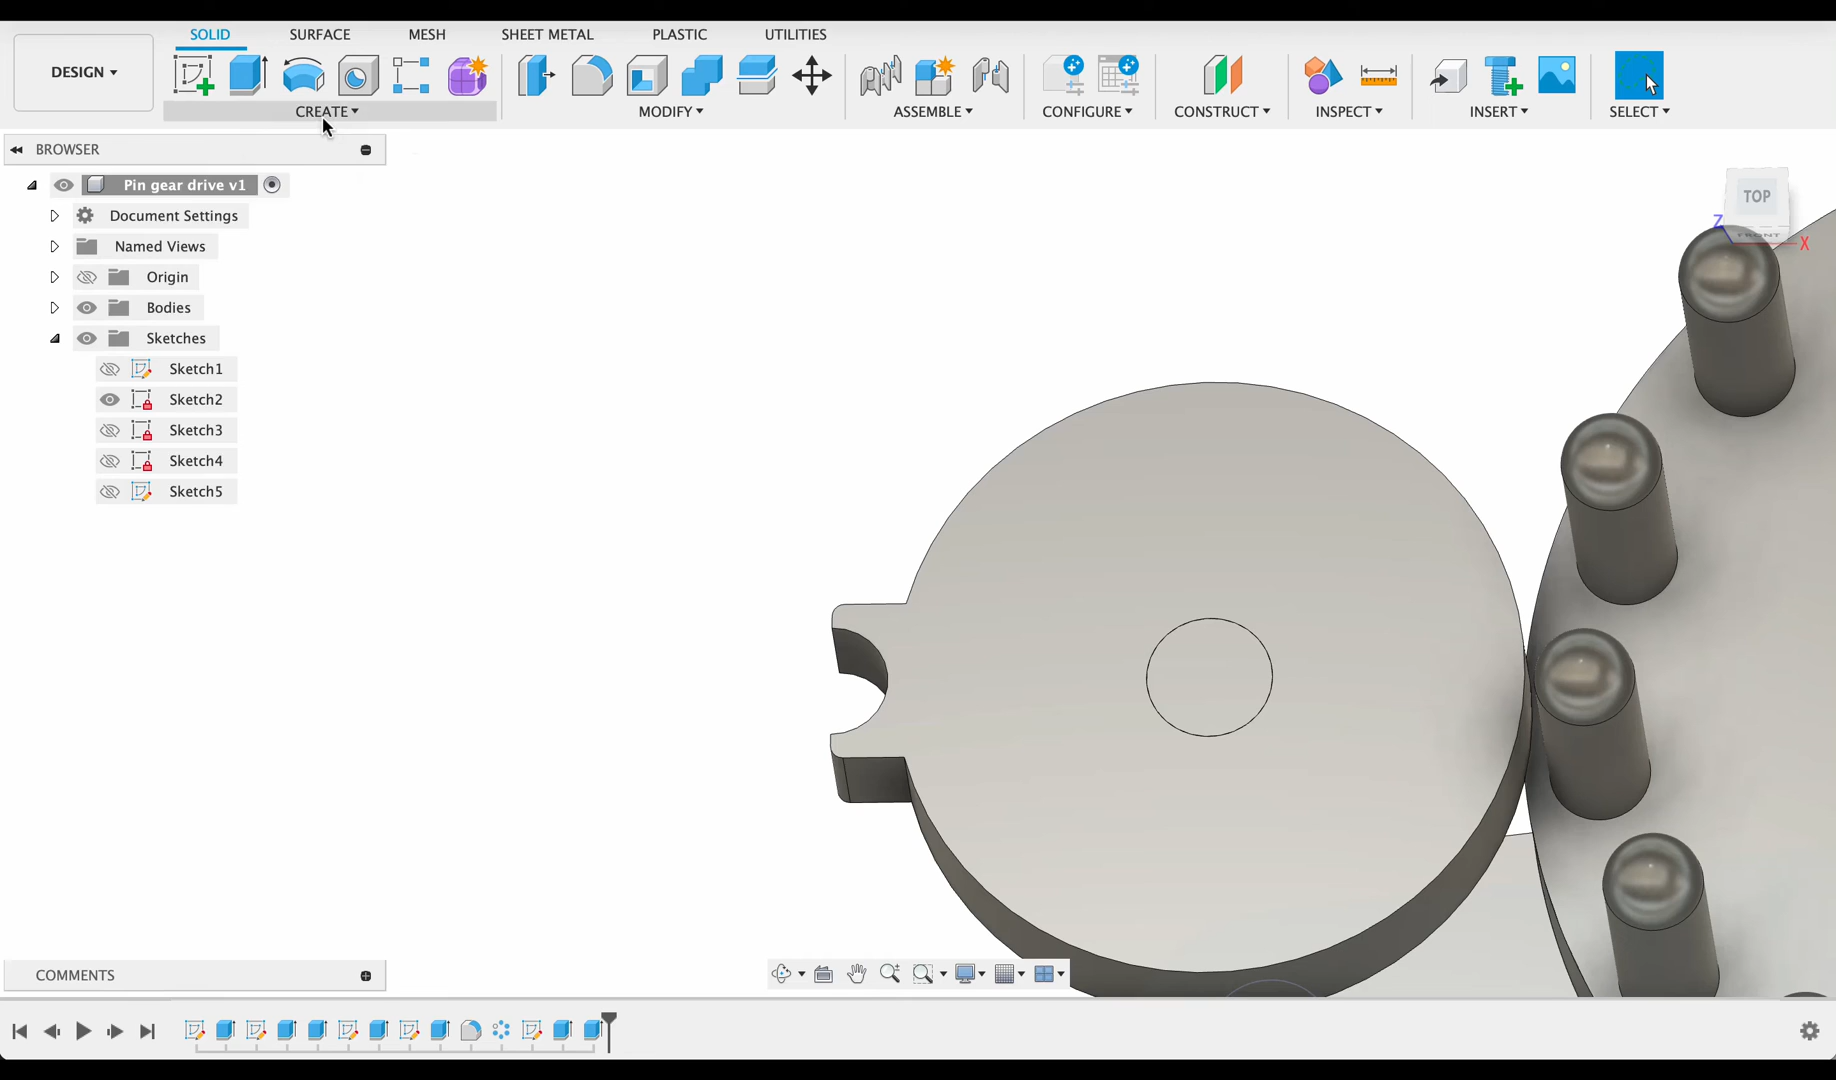 SOLID SURFACE MESH SHEET METAL PLASTIC UTILITIES
DESIGN
CREATE MODIFY ASSEMBLE CONFIGURE CONSTRUCT INSPECT INSERT SELECT
BROWSER
Pin gear drive v1
Document Settings
Named Views
Origin
Bodies
Sketches
Sketch1
Sketch2
Sketch3
Sketch4
Sketch5
TOP
FRONT
Z
X
COMMENTS